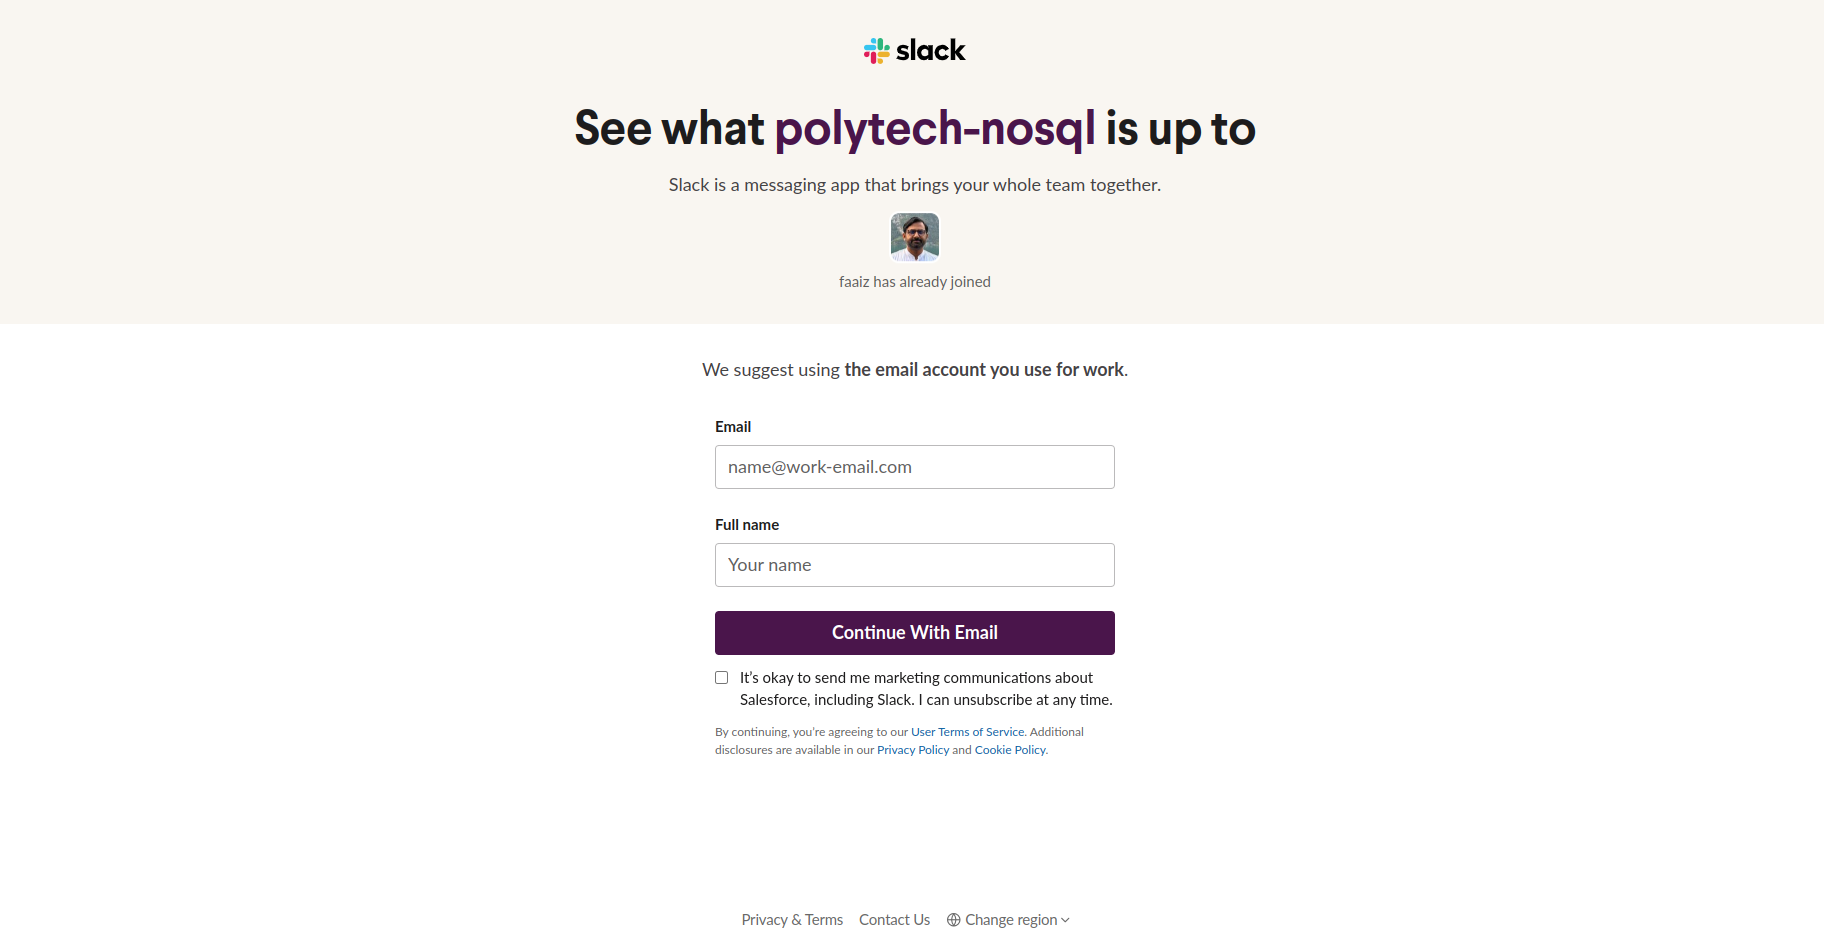 slack
See what polytech-nosql is up to
Slack is a messaging app that brings your whole team together.
faaiz has already joined
We suggest using the email account you use for work.
Email
name@work-email.com
Full name
Your name
Continue With Email
It's okay to send me marketing communications about
Salesforce, including Slack. I can unsubscribe at any time.
By continuing, you're agreeing to our User Terms of Service. Additional
disclosures are available in our Privacy Policy and Cookie Policy.
Privacy & Terms Contact Us Change region